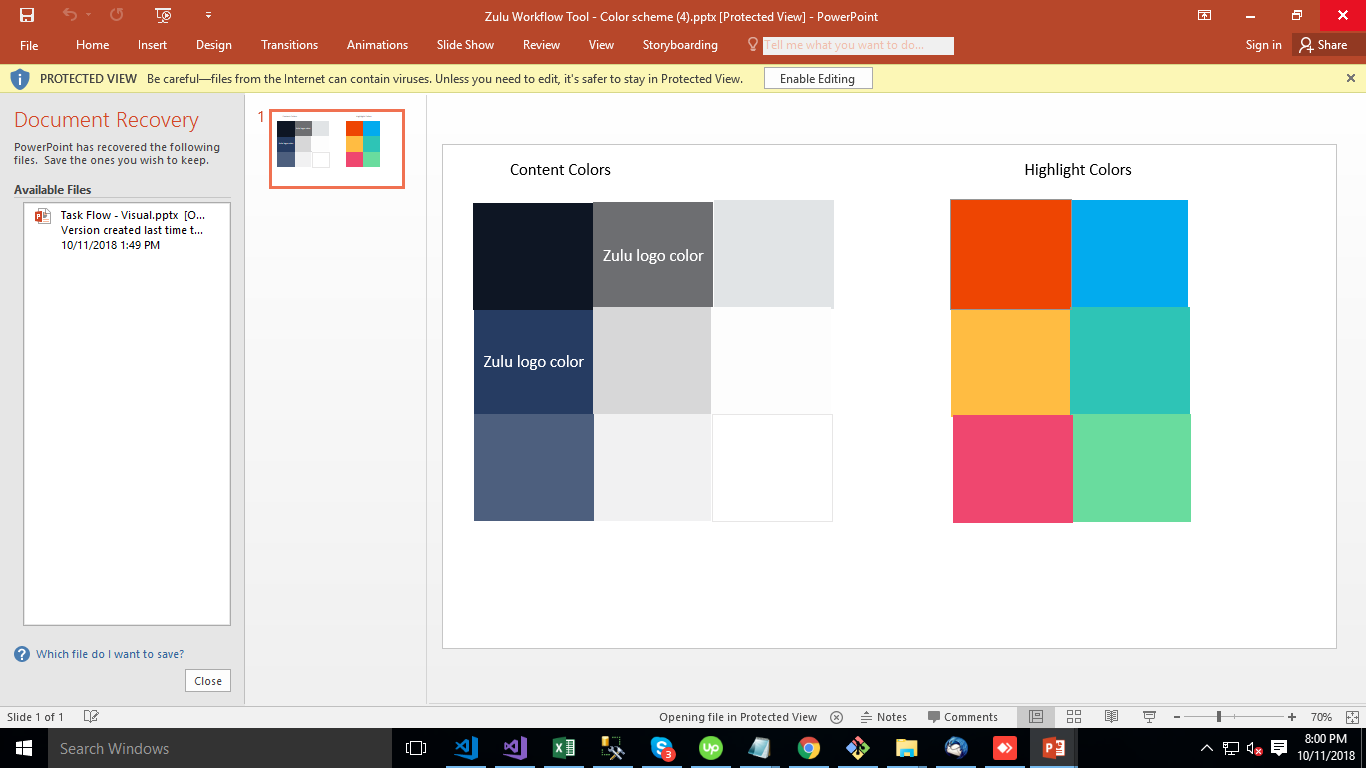 Zulu Workflow Tool - Color scheme (4).pptx [Protected View] - PowerPoint
File Home Insert Design Transitions Animations Slide Show Review View Storyboarding Tell me what you want to do... Sign in Share
PROTECTED VIEW Be careful—files from the Internet can contain viruses. Unless you need to edit, it's safer to stay in Protected View. Enable Editing
Document Recovery
PowerPoint has recovered the following
files. Save the ones you wish to keep.
Available Files
Task Flow - Visual.pptx [O...
Version created last time t...
10/11/2018 1:49 PM
Which file do I want to save?
Close
1
Content Colors
Highlight Colors
Zulu logo color
Zulu logo color
Slide 1 of 1
Opening file in Protected View
Notes
Comments
70%
Search Windows
3
Up
8:00 PM
10/11/2018